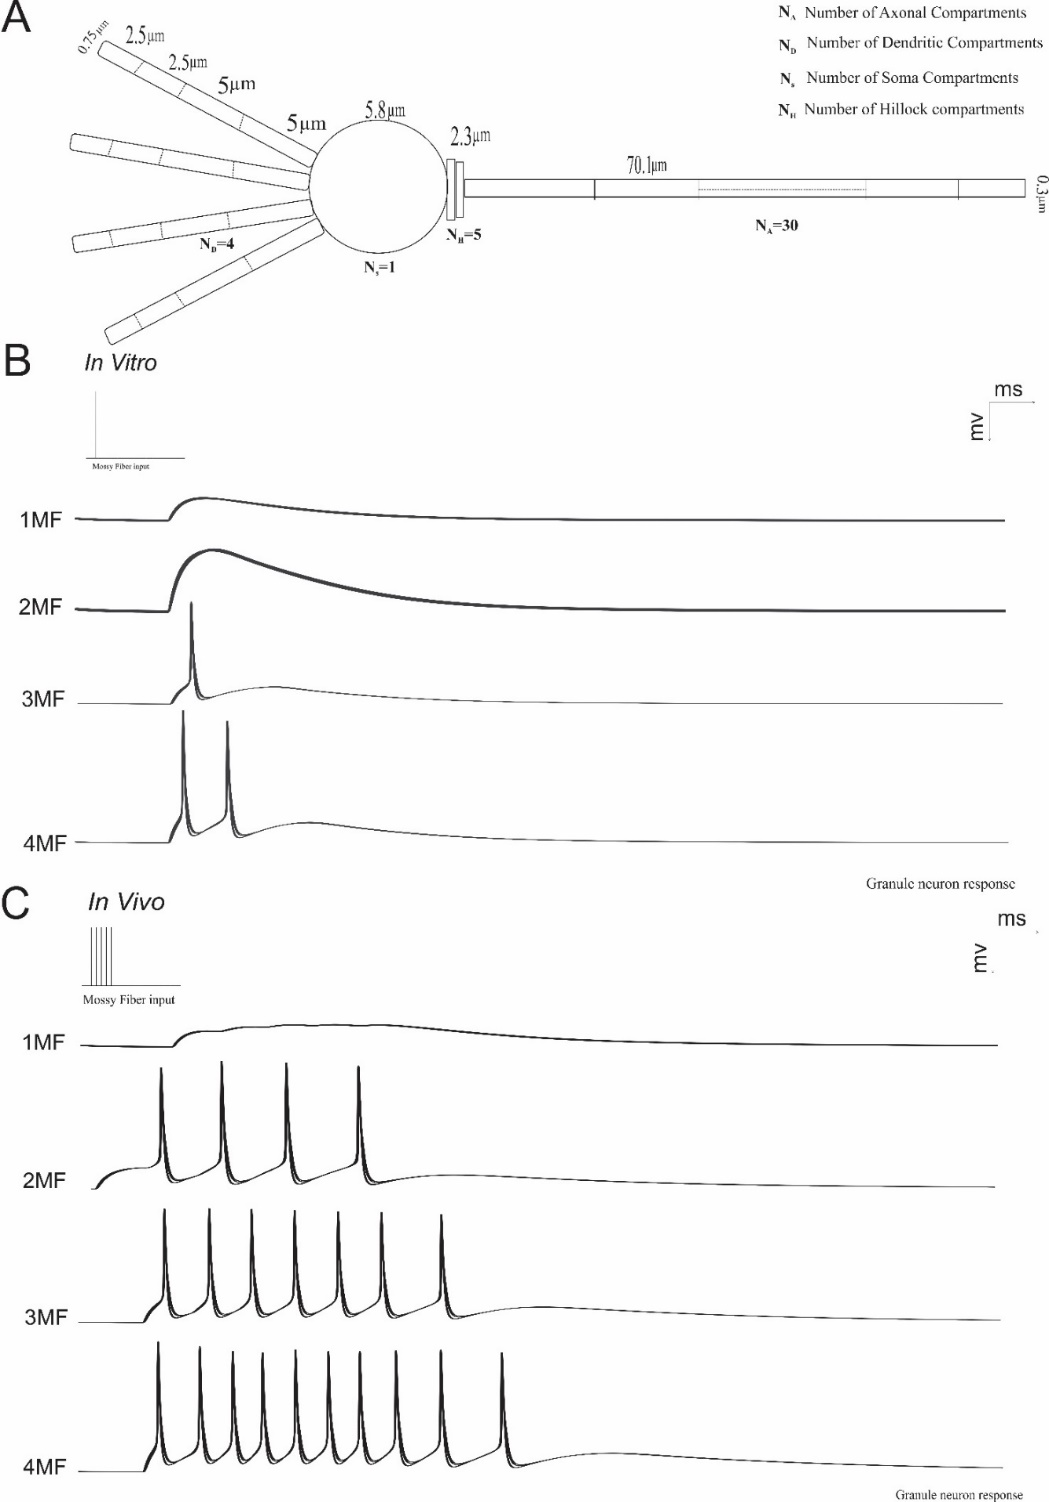 A
N_A Number of Axonal Compartments
N_D Number of Dendritic Compartments
N_s Number of Soma Compartments
N_H Number of Hillock compartments
0.75µm
2.5µm
2.5µm
5µm
5µm
5.8µm
2.3µm
70.1µm
0.3µm
N_D=4
N_s=1
N_H=5
N_A=30
B
In Vitro
Mossy Fiber input
ms
mv
1MF
2MF
3MF
4MF
Granule neuron response
C
In Vivo
Mossy Fiber input
ms
mv
1MF
2MF
3MF
4MF
Granule neuron response